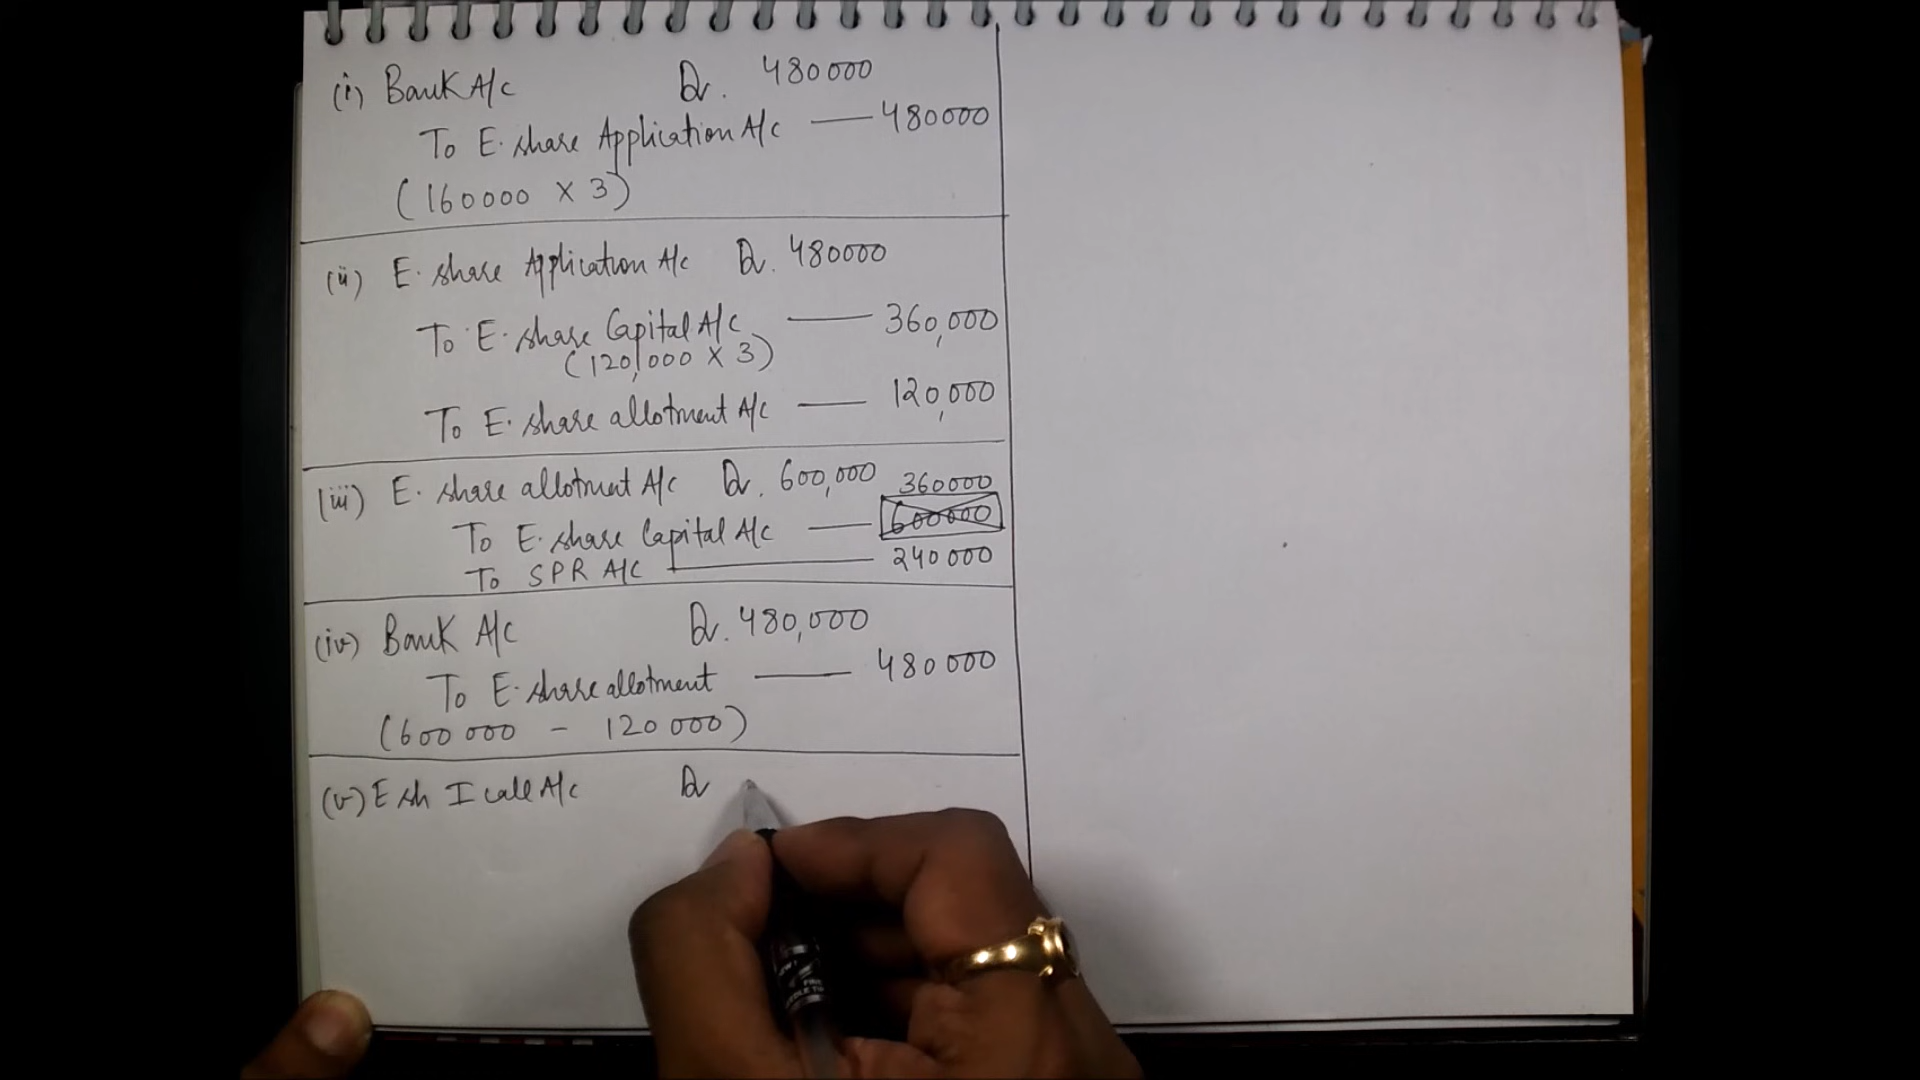 (i) Bank A/c Dr. 480000
To E. share Application A/c — 480000
(160000 × 3)
(ii) E. share Application A/c Dr. 480000
To E. share Capital A/c — 360,000
(120,000 × 3)
To E. share allotment A/c — 120,000
(iii) E. share allotment A/c Dr. 600,000 360000
To E. share Capital A/c — 600000
To SPR A/C — 240000
(iv) Bank A/C Dr. 480,000
To E. share allotment — 480000
(600000 - 120000)
(v) E sh I call A/c Dr